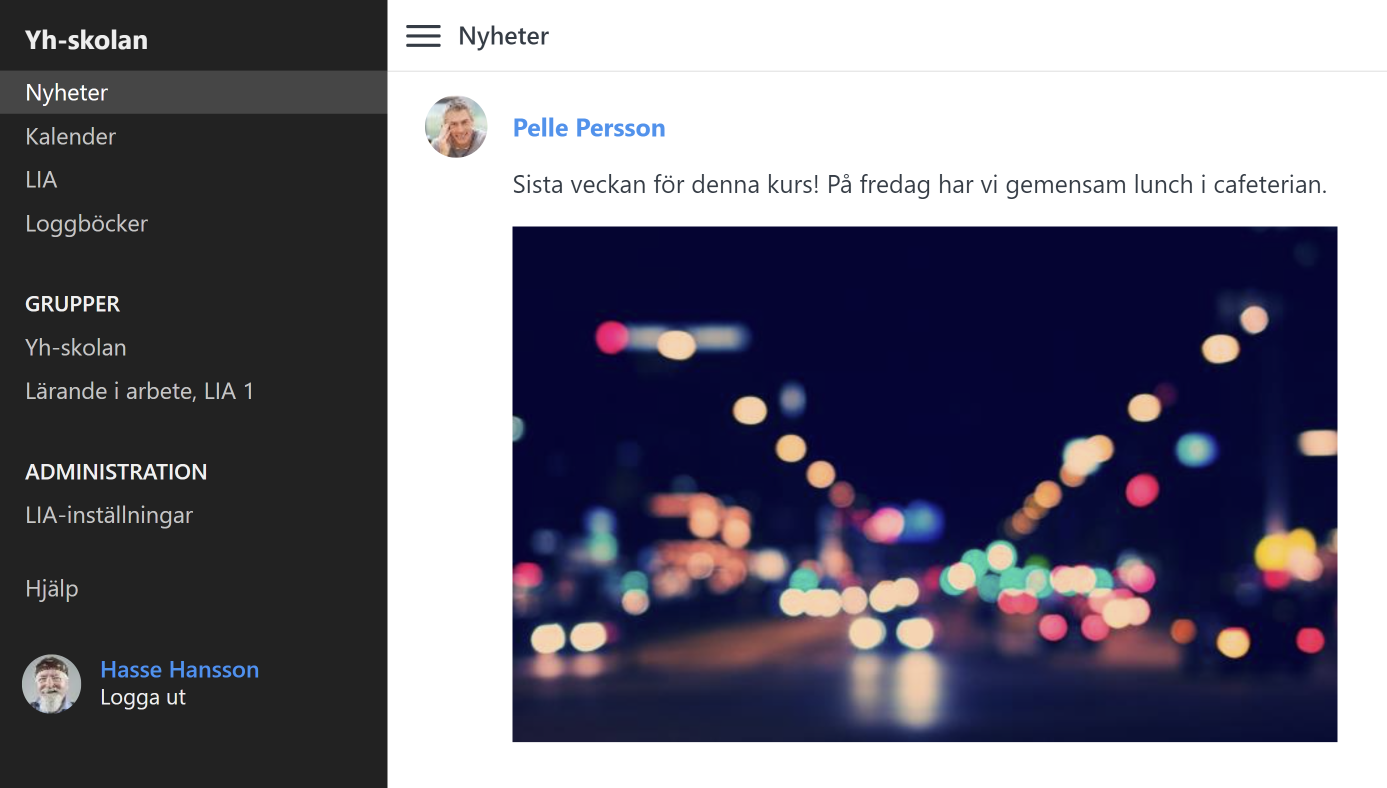 Yh-skolan
Nyheter
Kalender
LIA
Loggböcker
GRUPPER
Yh-skolan
Lärande i arbete, LIA 1
ADMINISTRATION
LIA-inställningar
Hjälp
Hasse Hansson
Logga ut
Nyheter
Pelle Persson
Sista veckan för denna kurs! På fredag har vi gemensam lunch i cafeterian.